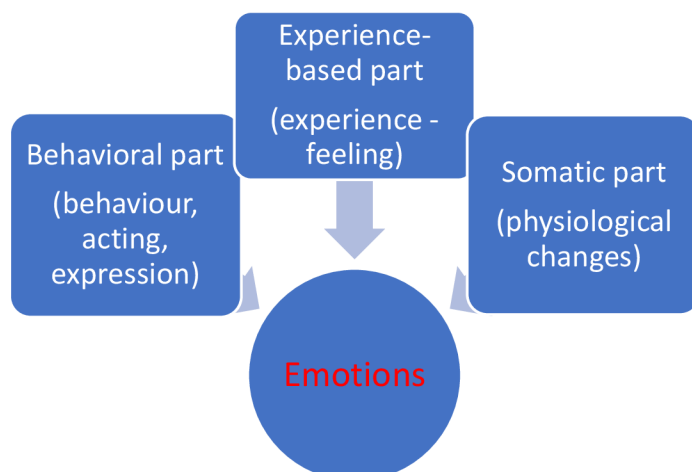 Behavioral part
(behaviour,
acting,
expression)
Experience-
based part
(experience -
feeling)
Somatic part
(physiological
changes)
Emotions